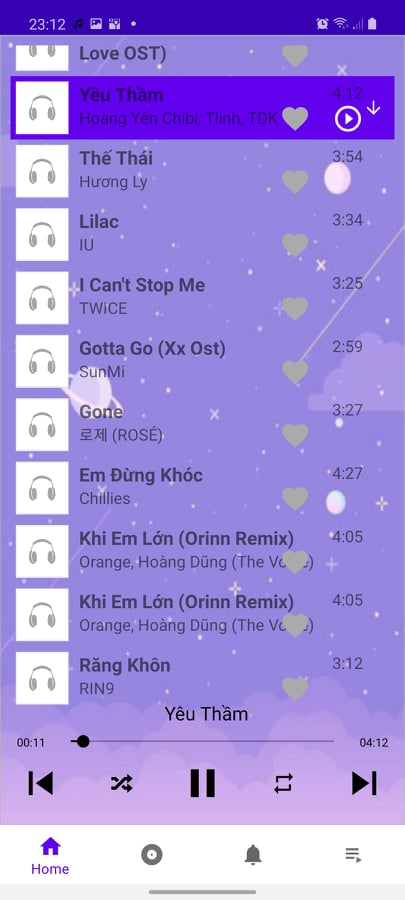 23:12
Love OST)
Yêu Thầm
4:12
Hoàng Yến Chibi, Tlinh, TDK
Thế Thái
3:54
Hương Ly
Lilac
3:34
IU
I Can't Stop Me
3:25
TWICE
Gotta Go (Xx Ost)
2:59
SunMi
Gone
3:27
로제 (ROSÉ)
Em Đừng Khóc
4:27
Chillies
Khi Em Lớn (Orinn Remix)
4:05
Orange, Hoàng Dũng (The Voice)
Khi Em Lớn (Orinn Remix)
4:05
Orange, Hoàng Dũng (The Voice)
Răng Khôn
3:12
RIN9
Yêu Thầm
00:11
04:12
Home